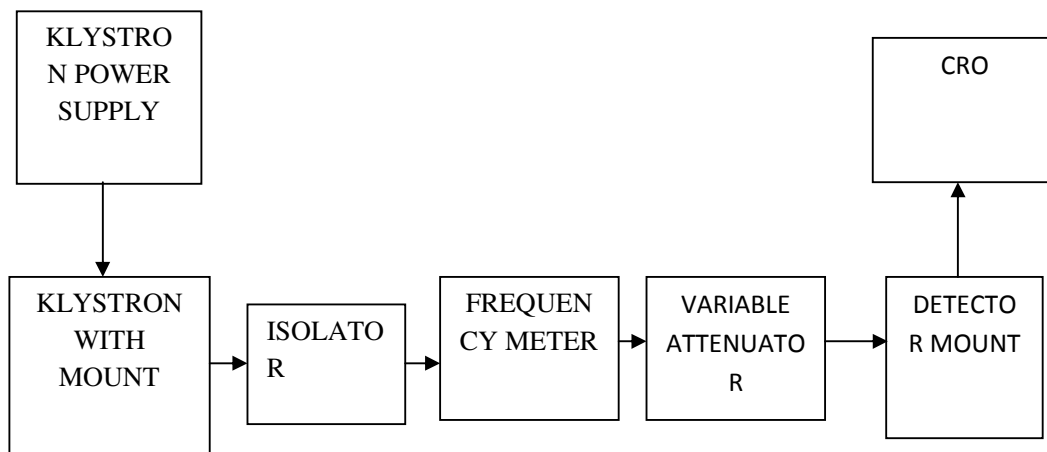 KLYSTRO
N POWER
SUPPLY
CRO
KLYSTRON
WITH
MOUNT
ISOLATO
R
FREQUEN
CY METER
VARIABLE
ATTENUATO
R
DETECTO
R MOUNT